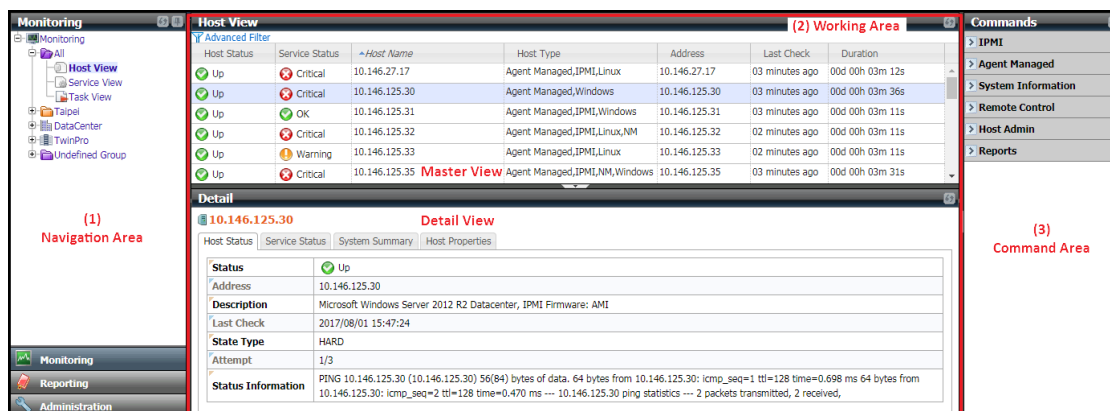 Monitoring
Monitoring
All
Host View
Service View
Task View
Taipei
DataCenter
TwinPro
Undefined Group
(1)
Navigation Area
Monitoring
Reporting
Administration
Host View
(2) Working Area
Advanced Filter
Host Status Service Status Host Name Host Type Address Last Check Duration
Up Critical 10.146.27.17 Agent Managed,IPMI,Linux 10.146.27.17 03 minutes ago 00d 00h 03m 12s
Up Critical 10.146.125.30 Agent Managed,Windows 10.146.125.30 03 minutes ago 00d 00h 03m 36s
Up OK 10.146.125.31 Agent Managed,IPMI,Windows 10.146.125.31 03 minutes ago 00d 00h 03m 11s
Up Critical 10.146.125.32 Agent Managed,IPMI,Linux,NM 10.146.125.32 02 minutes ago 00d 00h 03m 11s
Up Warning 10.146.125.33 Agent Managed,IPMI,Linux 10.146.125.33 02 minutes ago 00d 00h 03m 11s
Up Critical 10.146.125.35 Master View Agent Managed,IPMI,NM,Windows 10.146.125.35 03 minutes ago 00d 00h 03m 31s
Detail
10.146.125.30 Detail View
Host Status Service Status System Summary Host Properties
Status Up
Address 10.146.125.30
Description Microsoft Windows Server 2012 R2 Datacenter, IPMI Firmware: AMI
Last Check 2017/08/01 15:47:24
State Type HARD
Attempt 1/3
Status Information PING 10.146.125.30 (10.146.125.30) 56(84) bytes of data. 64 bytes from 10.146.125.30: icmp_seq=1 ttl=128 time=0.698 ms 64 bytes from
10.146.125.30: icmp_seq=2 ttl=128 time=0.470 ms --- 10.146.125.30 ping statistics --- 2 packets transmitted, 2 received,
Commands
IPMI
Agent Managed
System Information
Remote Control
Host Admin
Reports
(3)
Command Area